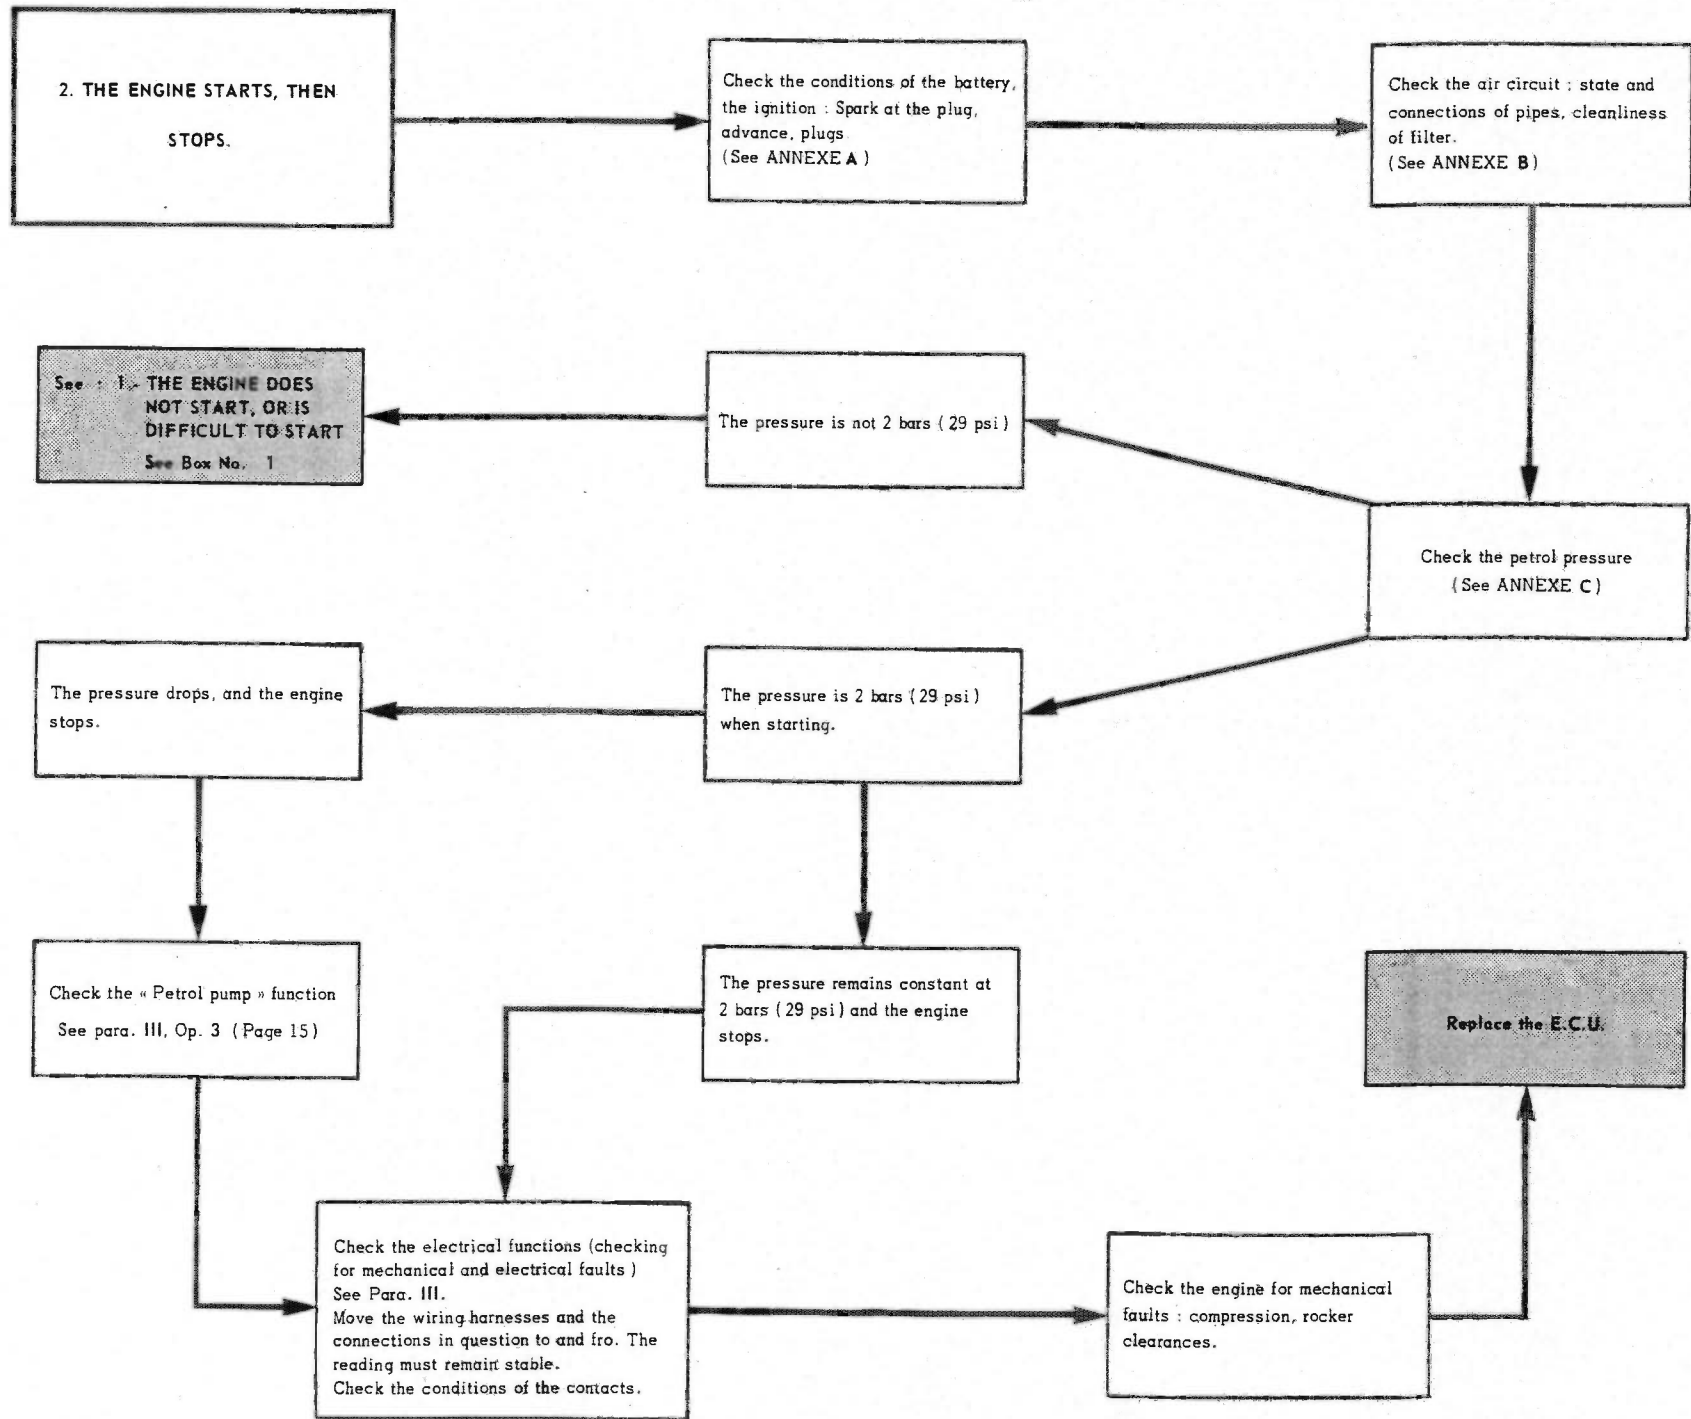 2. THE ENGINE STARTS, THEN
STOPS.
Check the conditions of the battery,
the ignition : Spark at the plug,
advance, plugs
(See ANNEXE A)
Check the air circuit : state and
connections of pipes, cleanliness
of filter.
(See ANNEXE B)
See : 1.- THE ENGINE DOES
NOT START, OR IS
DIFFICULT TO START
See Box No. 1
The pressure is not 2 bars (29 psi)
Check the petrol pressure
(See ANNEXE C)
The pressure drops, and the engine
stops.
The pressure is 2 bars (29 psi)
when starting.
Check the « Petrol pump » function
See para. III, Op. 3 (Page 15)
The pressure remains constant at
2 bars (29 psi) and the engine
stops.
Replace the E.C.U.
Check the electrical functions (checking
for mechanical and electrical faults)
See Para. III.
Move the wiring harnesses and the
connections in question to and fro. The
reading must remain stable.
Check the conditions of the contacts.
Check the engine for mechanical
faults : compression, rocker
clearances.